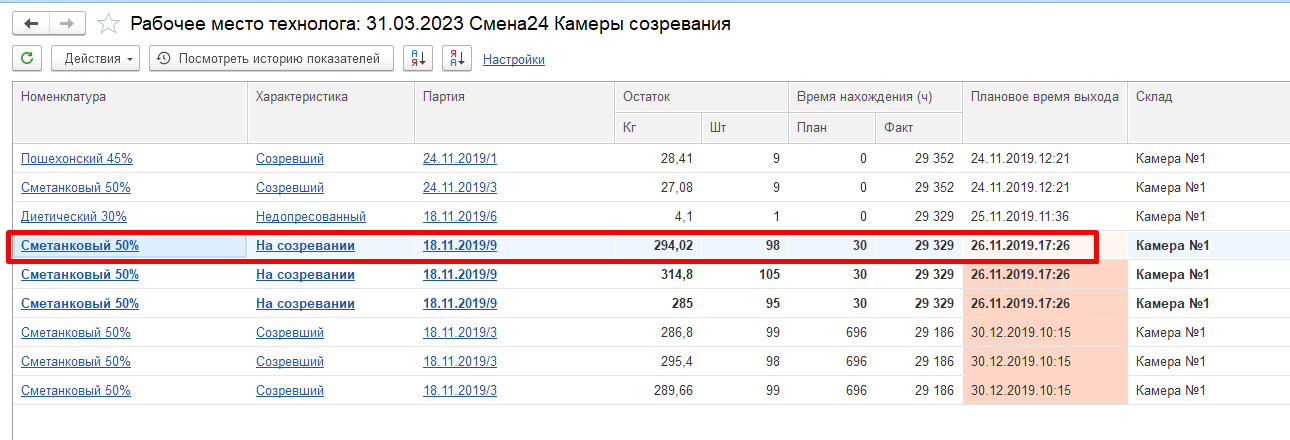 Рабочее место технолога: 31.03.2023 Смена24 Камеры созревания
Действия Посмотреть историю показателей А Я Я А Настройки
Номенклатура Характеристика Партия Остаток Время нахождения (ч) Плановое время выхода Склад
Кг Шт План Факт
Пошехонский 45% Созревший 24.11.2019/1 28,41 9 0 29 352 24.11.2019.12:21 Камера №1
Сметанковый 50% Созревший 24.11.2019/3 27,08 9 0 29 352 24.11.2019.12:21 Камера №1
Диетический 30% Недопресованный 18.11.2019/6 4,1 1 0 29 329 25.11.2019.11:36 Камера №1
Сметанковый 50% На созревании 18.11.2019/9 294,02 98 30 29 329 26.11.2019.17:26 Камера №1
Сметанковый 50% На созревании 18.11.2019/9 314,8 105 30 29 329 26.11.2019.17:26 Камера №1
Сметанковый 50% На созревании 18.11.2019/9 285 95 30 29 329 26.11.2019.17:26 Камера №1
Сметанковый 50% Созревший 18.11.2019/3 286,8 99 696 29 186 30.12.2019.10:15 Камера №1
Сметанковый 50% Созревший 18.11.2019/3 295,4 98 696 29 186 30.12.2019.10:15 Камера №1
Сметанковый 50% Созревший 18.11.2019/3 289,66 99 696 29 186 30.12.2019.10:15 Камера №1